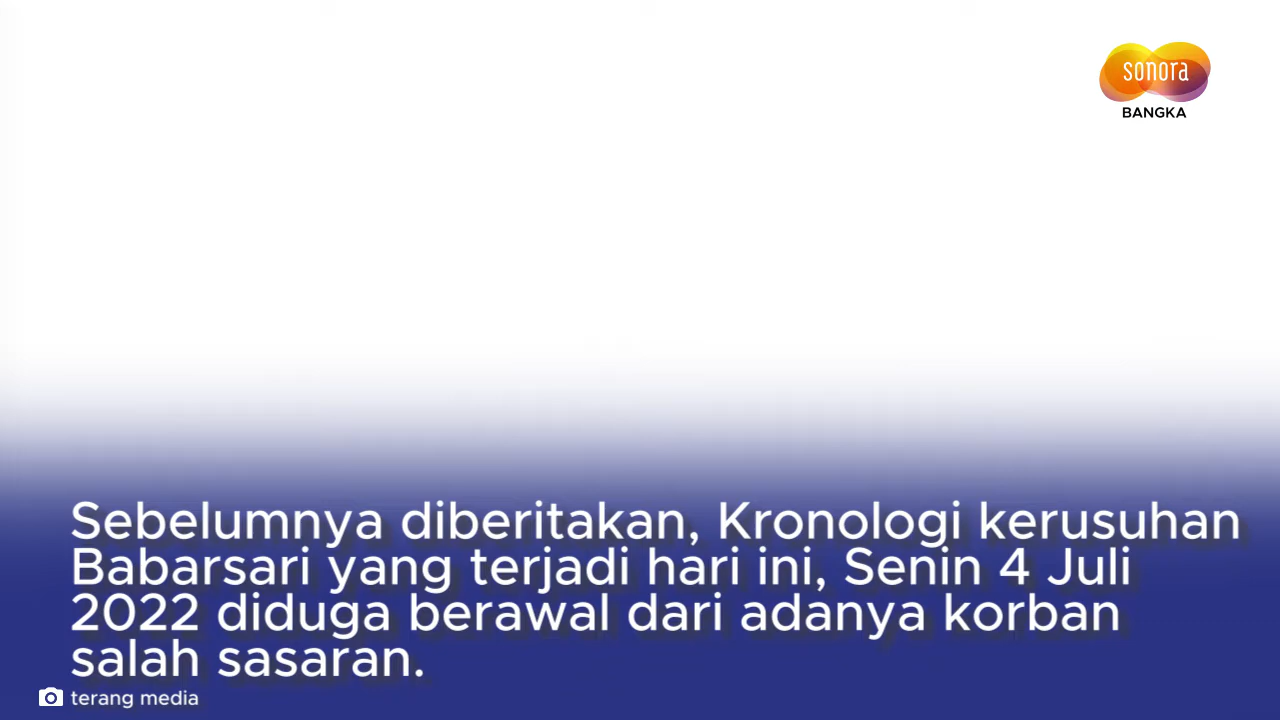 sonora
BANGKA
Sebelumnya diberitakan, Kronologi kerusuhan
Babarsari yang terjadi hari ini, Senin 4 Juli
2022 diduga berawal dari adanya korban
salah sasaran.
terang media